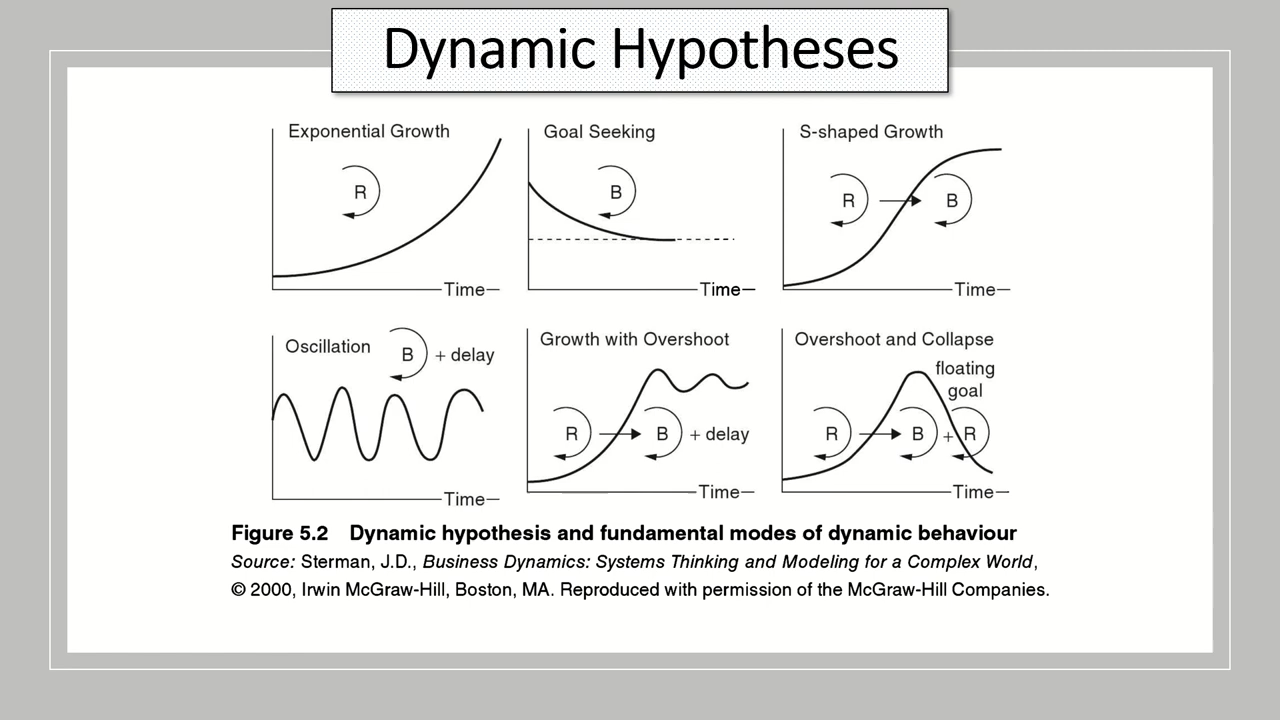 Dynamic Hypotheses
Exponential Growth
R
Time
Goal Seeking
B
Time
S-shaped Growth
R
B
Time
Oscillation
B + delay
Time
Growth with Overshoot
R
B + delay
Time
Overshoot and Collapse
floating
goal
R
B + R
Time
Figure 5.2 Dynamic hypothesis and fundamental modes of dynamic behaviour
Source: Sterman, J.D., Business Dynamics: Systems Thinking and Modeling for a Complex World,
© 2000, Irwin McGraw-Hill, Boston, MA. Reproduced with permission of the McGraw-Hill Companies.